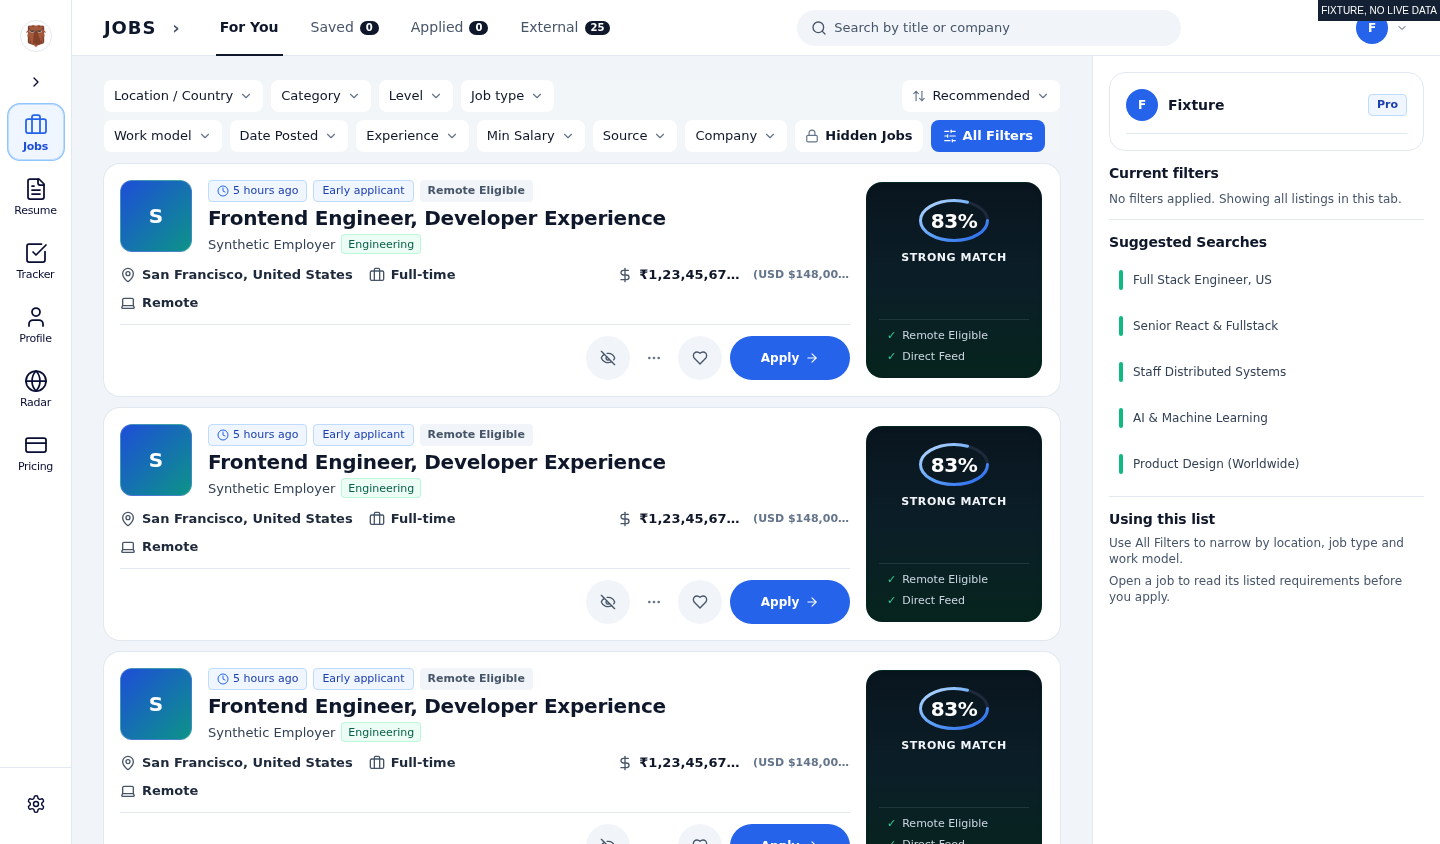 FIXTURE, NO LIVE DATA
JOBS
For You
Saved 0
Applied 0
External 25
Search by title or company
F
Jobs
Resume
Tracker
Profile
Radar
Pricing
Location / Country
Category
Level
Job type
Recommended
Work model
Date Posted
Experience
Min Salary
Source
Company
Hidden Jobs
All Filters
S
5 hours ago
Early applicant
Remote Eligible
Frontend Engineer, Developer Experience
Synthetic Employer Engineering
San Francisco, United States
Full-time
₹1,23,45,67…
(USD $148,00…
Remote
Apply
83%
STRONG MATCH
✓ Remote Eligible
✓ Direct Feed
S
5 hours ago
Early applicant
Remote Eligible
Frontend Engineer, Developer Experience
Synthetic Employer Engineering
San Francisco, United States
Full-time
₹1,23,45,67…
(USD $148,00…
Remote
Apply
83%
STRONG MATCH
✓ Remote Eligible
✓ Direct Feed
S
5 hours ago
Early applicant
Remote Eligible
Frontend Engineer, Developer Experience
Synthetic Employer Engineering
San Francisco, United States
Full-time
₹1,23,45,67…
(USD $148,00…
Remote
Apply
83%
STRONG MATCH
✓ Remote Eligible
✓ Direct Feed
F
Fixture
Pro
Current filters
No filters applied. Showing all listings in this tab.
Suggested Searches
Full Stack Engineer, US
Senior React & Fullstack
Staff Distributed Systems
AI & Machine Learning
Product Design (Worldwide)
Using this list
Use All Filters to narrow by location, job type and
work model.
Open a job to read its listed requirements before
you apply.